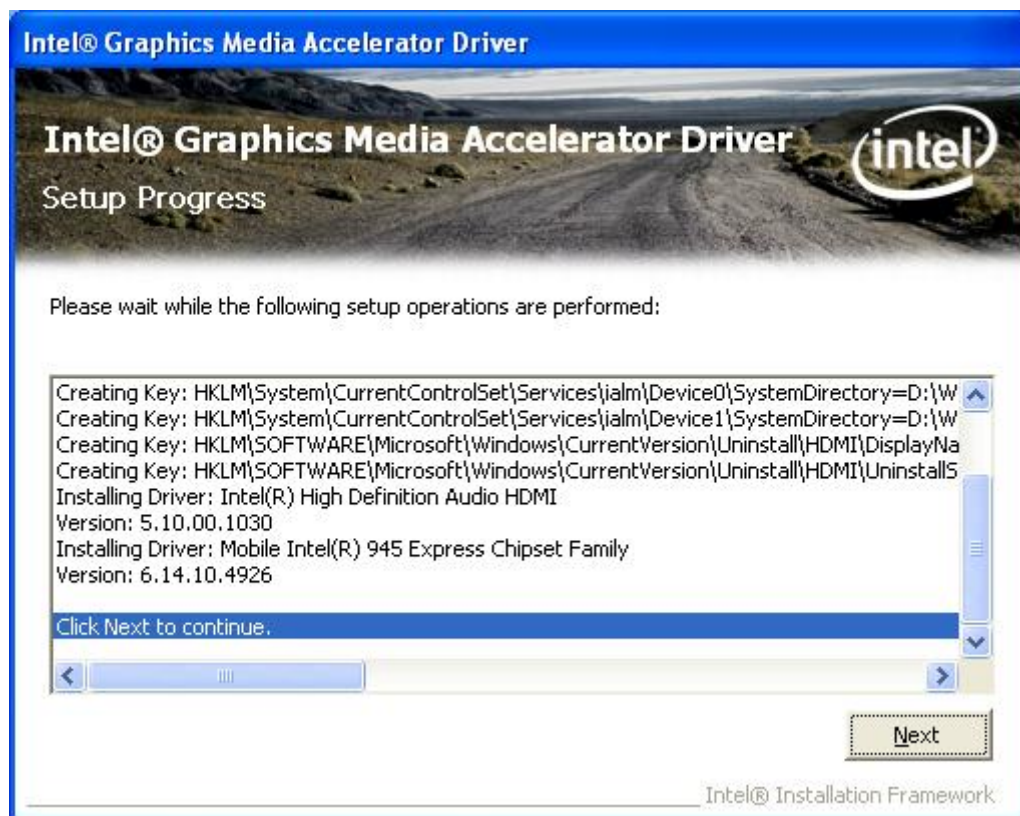 Intel® Graphics Media Accelerator Driver
Intel® Graphics Media Accelerator Driver
intel
Setup Progress
Please wait while the following setup operations are performed:
Creating Key: HKLM\System\CurrentControlSet\Services\ialm\Device0\SystemDirectory=D:\W
Creating Key: HKLM\System\CurrentControlSet\Services\ialm\Device1\SystemDirectory=D:\W
Creating Key: HKLM\SOFTWARE\Microsoft\Windows\CurrentVersion\Uninstall\HDMI\DisplayNa
Creating Key: HKLM\SOFTWARE\Microsoft\Windows\CurrentVersion\Uninstall\HDMI\UninstallS
Installing Driver: Intel(R) High Definition Audio HDMI
Version: 5.10.00.1030
Installing Driver: Mobile Intel(R) 945 Express Chipset Family
Version: 6.14.10.4926
Click Next to continue.
Next
Intel® Installation Framework